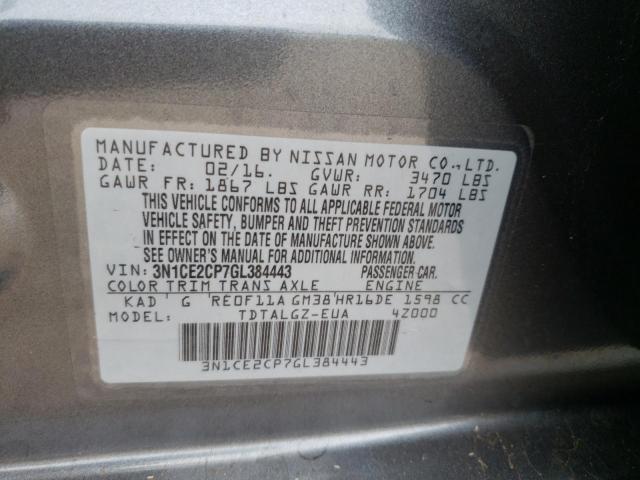 MANUFACTURED BY NISSAN MOTOR CO.,LTD.
DATE: 02/16. GVWR: 3470 LBS
GAWR FR: 1867 LBS GAWR RR: 1704 LBS
THIS VEHICLE CONFORMS TO ALL APPLICABLE FEDERAL MOTOR
VEHICLE SAFETY, BUMPER AND THEFT PREVENTION STANDARDS
IN EFFECT ON THE DATE OF MANUFACTURE SHOWN ABOVE.
SEE OWNER'S MANUAL FOR ADDITIONAL INFORMATION.
VIN: 3N1CE2CP7GL384443 PASSENGER CAR.
COLOR TRIM TRANS AXLE ENGINE
KAD G RE0F11A GM38 HR16DE 1598 CC
MODEL: TDTALGZ-EUA 4Z000
3N1CE2CP7GL384443